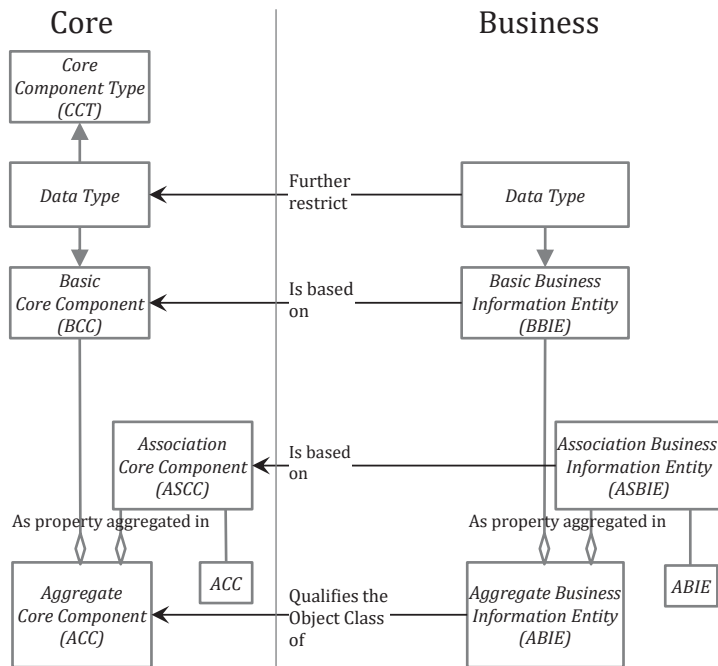 Core
Business
Core
Component Type
(CCT)
Data Type
Further
restrict
Data Type
Basic
Core Component
(BCC)
Is based
on
Basic Business
Information Entity
(BBIE)
Association
Core Component
(ASCC)
Is based
on
Association Business
Information Entity
(ASBIE)
As property aggregated in
As property aggregated in
Aggregate
Core Component
(ACC)
ACC
Qualifies the
Object Class
of
Aggregate Business
Information Entity
(ABIE)
ABIE